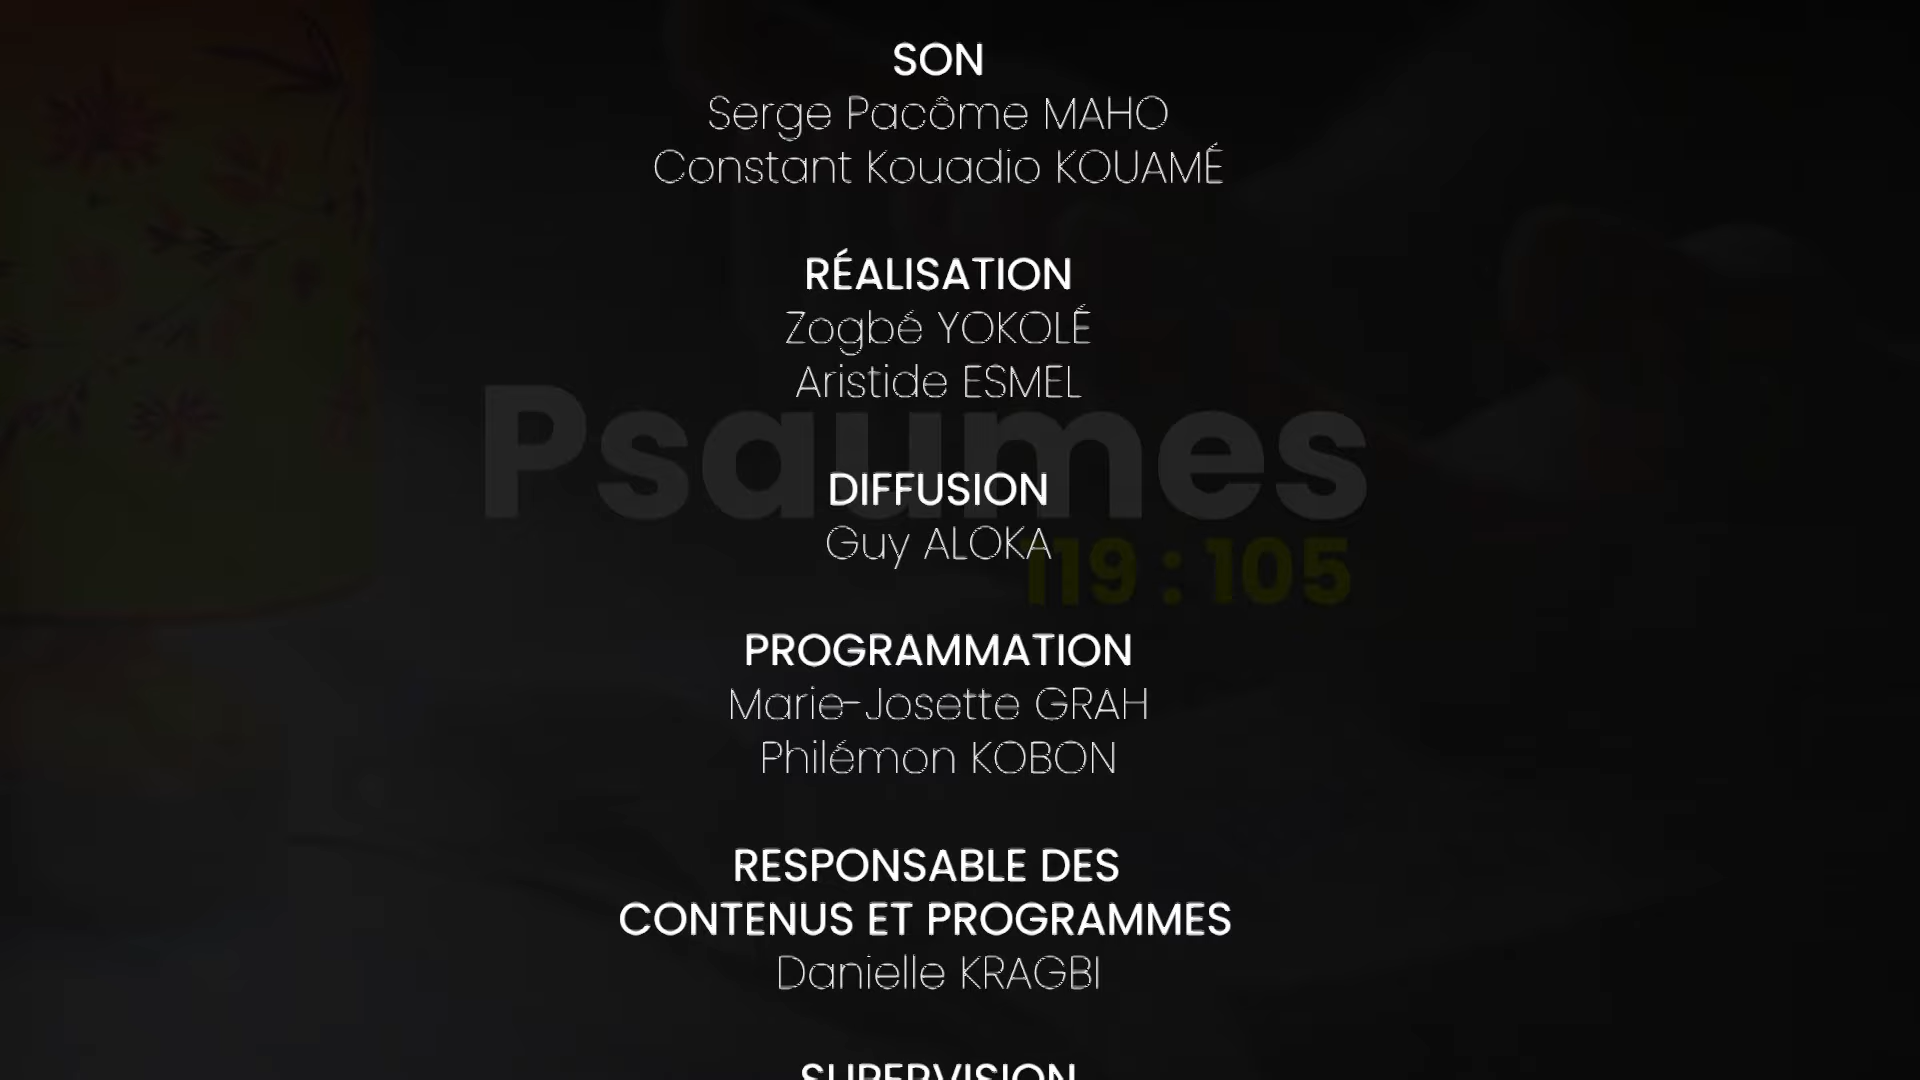 SON
Serge Pacôme MAHO
Constant Kouadio KOUAMÉ
RÉALISATION
Zogbé YOKOLÉ
Aristide ESMEL
Psaumes
119 : 105
DIFFUSION
Guy ALOKA
PROGRAMMATION
Marie-Josette GRAH
Philémon KOBON
RESPONSABLE DES
CONTENUS ET PROGRAMMES
Danielle KRAGBI
SUPERVISION